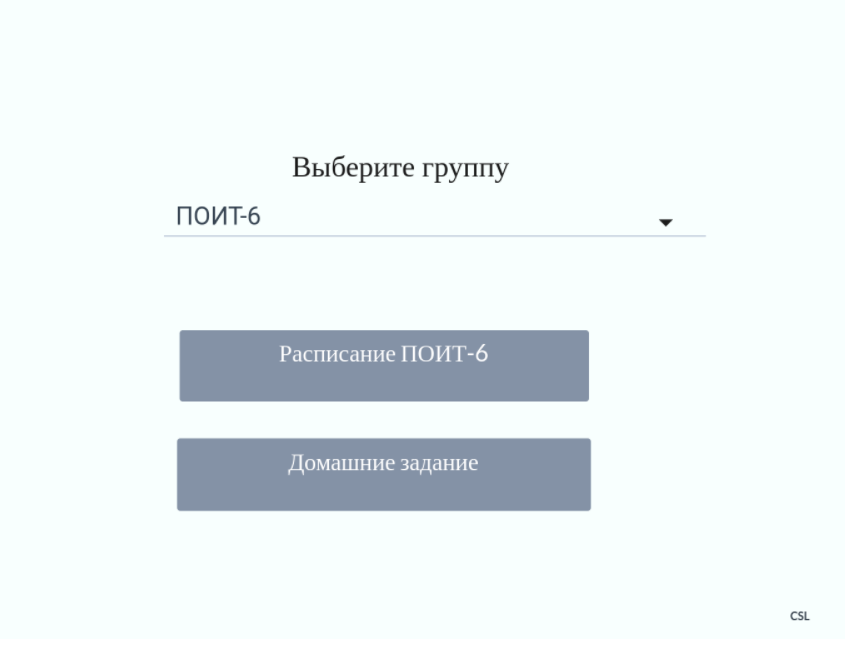 Выберите группу
ПОИТ-6
Расписание ПОИТ-6
Домашние задание
CSL